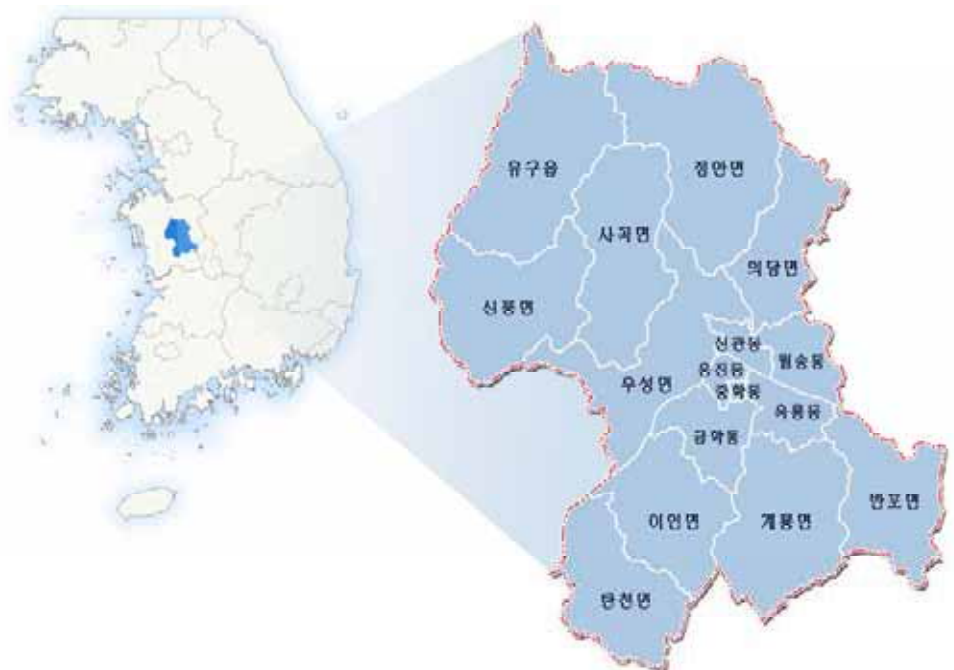 유구읍
정안면
사곡면
의당면
신풍면
신관동
월송동
웅진동
우성면
중학동
옥룡동
금학동
반포면
이인면
계룡면
탄천면